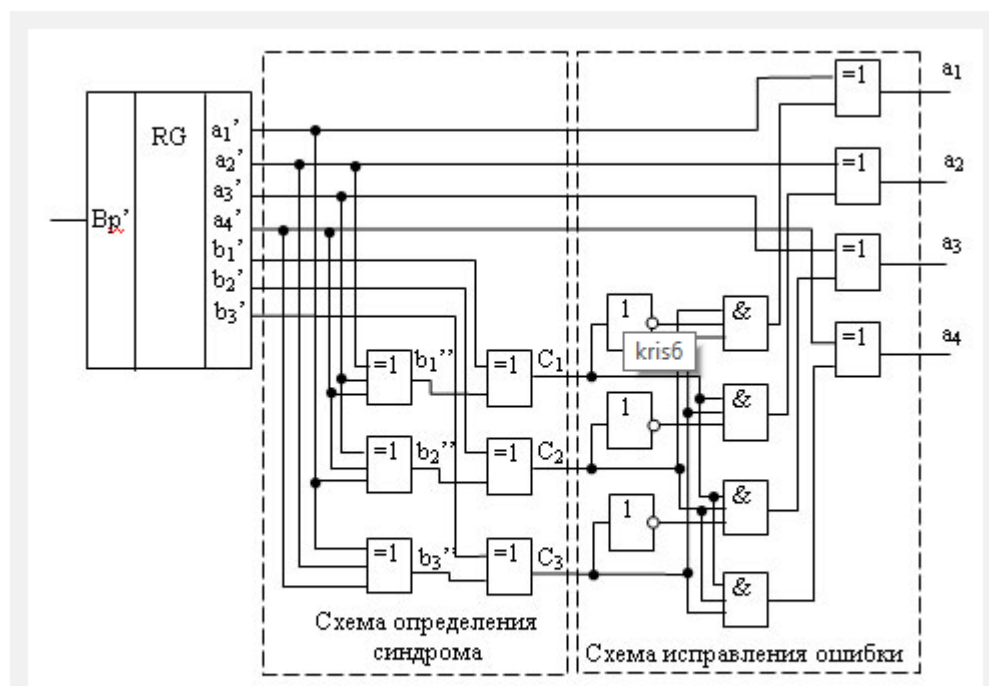 =1
a1
RG
a1'
a2'
=1
a2
a3'
Bp'
a4'
=1
a3
b1'
b2'
b3'
1
&
=1
a4
kris6
=1
b1''
=1
C1
1
&
=1
b2''
=1
C2
1
&
=1
b3''
=1
C3
&
Схема определения
синдрома
Схема исправления ошибки